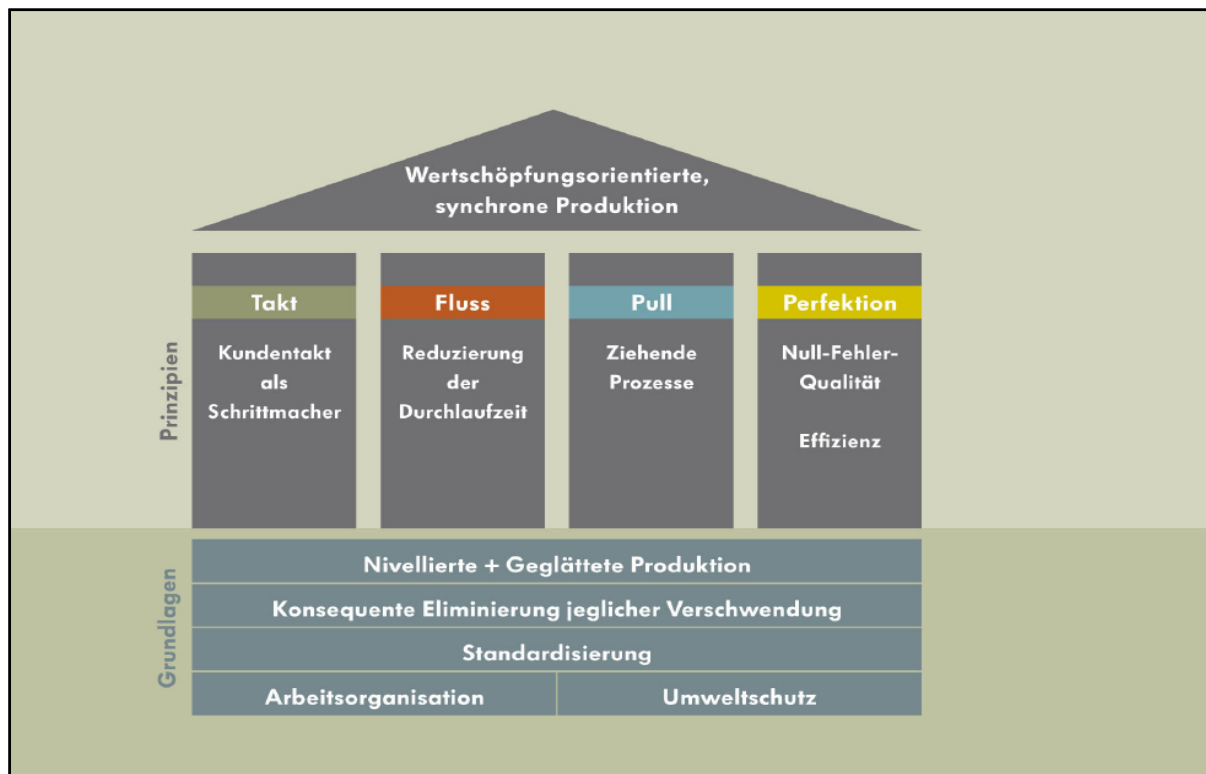 Wertschöpfungsorientierte,
synchrone Produktion
Prinzipien
Takt
Kundentakt
als
Schrittmacher
Fluss
Reduzierung
der
Durchlaufzeit
Pull
Ziehende
Prozesse
Perfektion
Null-Fehler-
Qualität
Effizienz
Grundlagen
Nivellierte + Geglättete Produktion
Konsequente Eliminierung jeglicher Verschwendung
Standardisierung
Arbeitsorganisation
Umweltschutz